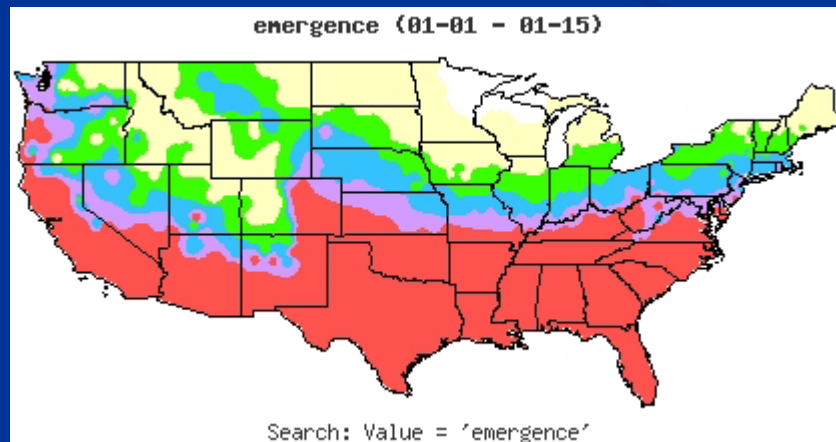 emergence (01-01 - 01-15)
Search: Value = 'emergence'